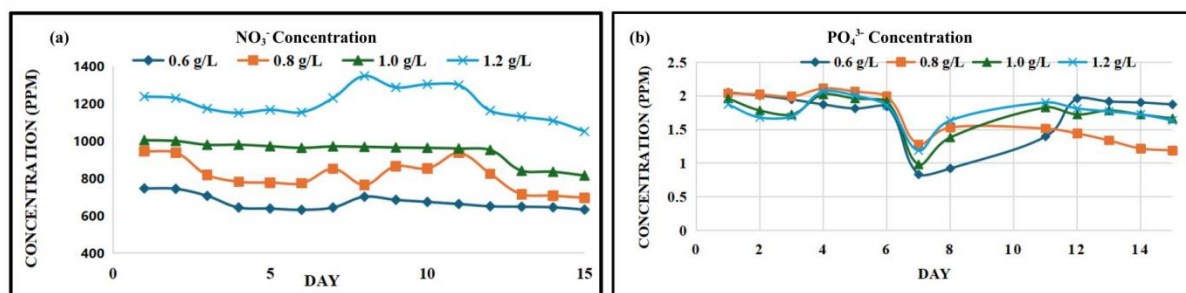 (a) NO₃⁻ Concentration
0.6 g/L 0.8 g/L 1.0 g/L 1.2 g/L
CONCENTRATION (PPM)
1400
1200
1000
800
600
400
0 5 10 15
DAY
(b) PO₄³⁻ Concentration
0.6 g/L 0.8 g/L 1.0 g/L 1.2 g/L
CONCENTRATION (PPM)
2.5
2
1.5
1
0.5
0
0 2 4 6 8 10 12 14
DAY